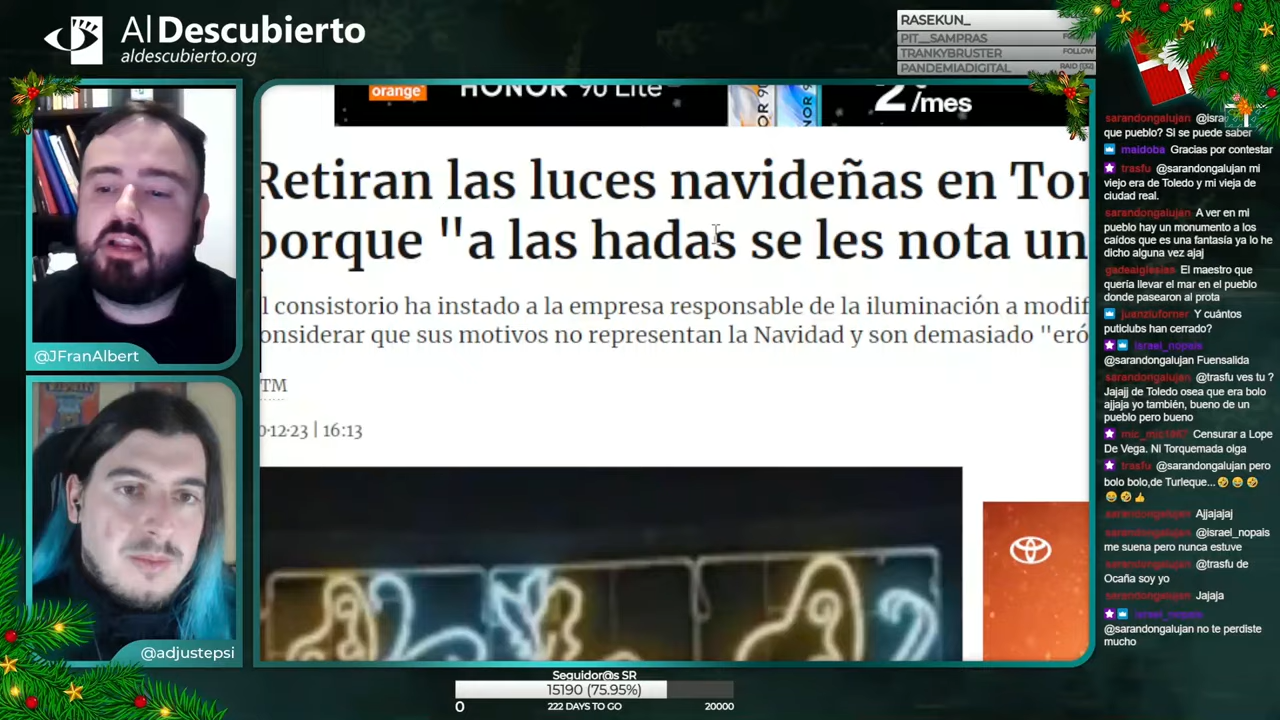 Al Descubierto
aldescubierto.org
RASEKUN_
PIT__SAMPRAS
TRANKYBRUSTER
FOLLOW
PANDEMIADIGITAL
RAID [132]
orange
HONOR 90 Lite
/mes
Retiran las luces navideñas en Tor
porque "a las hadas se les nota un
l consistorio ha instado a la empresa responsable de la iluminación a modif
onsiderar que sus motivos no representan la Navidad y son demasiado "eró
TM
12·23 | 16:13
@JFranAlbert
@adjustepsi
sarandongalujan
que pueblo? Si se puede saber
maidoba Gracias por contestar
trasfu @sarandongalujan mi
viejo era de Toledo y mi vieja de
ciudad real.
sarandongalujan A ver en mi
pueblo hay un monumento a los
caídos que es una fantasía ya lo he
dicho alguna vez ajaj
gadeaiglesias El maestro que
quería llevar el mar en el pueblo
donde pasearon al prota
juanzluforner Y cuántos
puticlubs han cerrado?
israel_nopais
@sarandongalujan Fuensalida
sarandongalujan @trasfu ves tu ?
Jajajj de Toledo osea que era bolo
ajjaja yo también, bueno de un
pueblo pero bueno
mic_mic1967 Censurar a Lope
De Vega. Ni Torquemada oiga
trasfu @sarandongalujan pero
bolo bolo,de Turleque... 🤣 😂 🤣
😂 🤣 👍
sarandongalujan Ajjajajaj
sarandongalujan @israel_nopais
me suena pero nunca estuve
sarandongalujan @trasfu de
Ocaña soy yo
sarandongalujan Jajaja
israel_nopais
@sarandongalujan no te perdiste
mucho
Seguidor@s SR
15190 (75.95%)
0
222 DAYS TO GO
20000